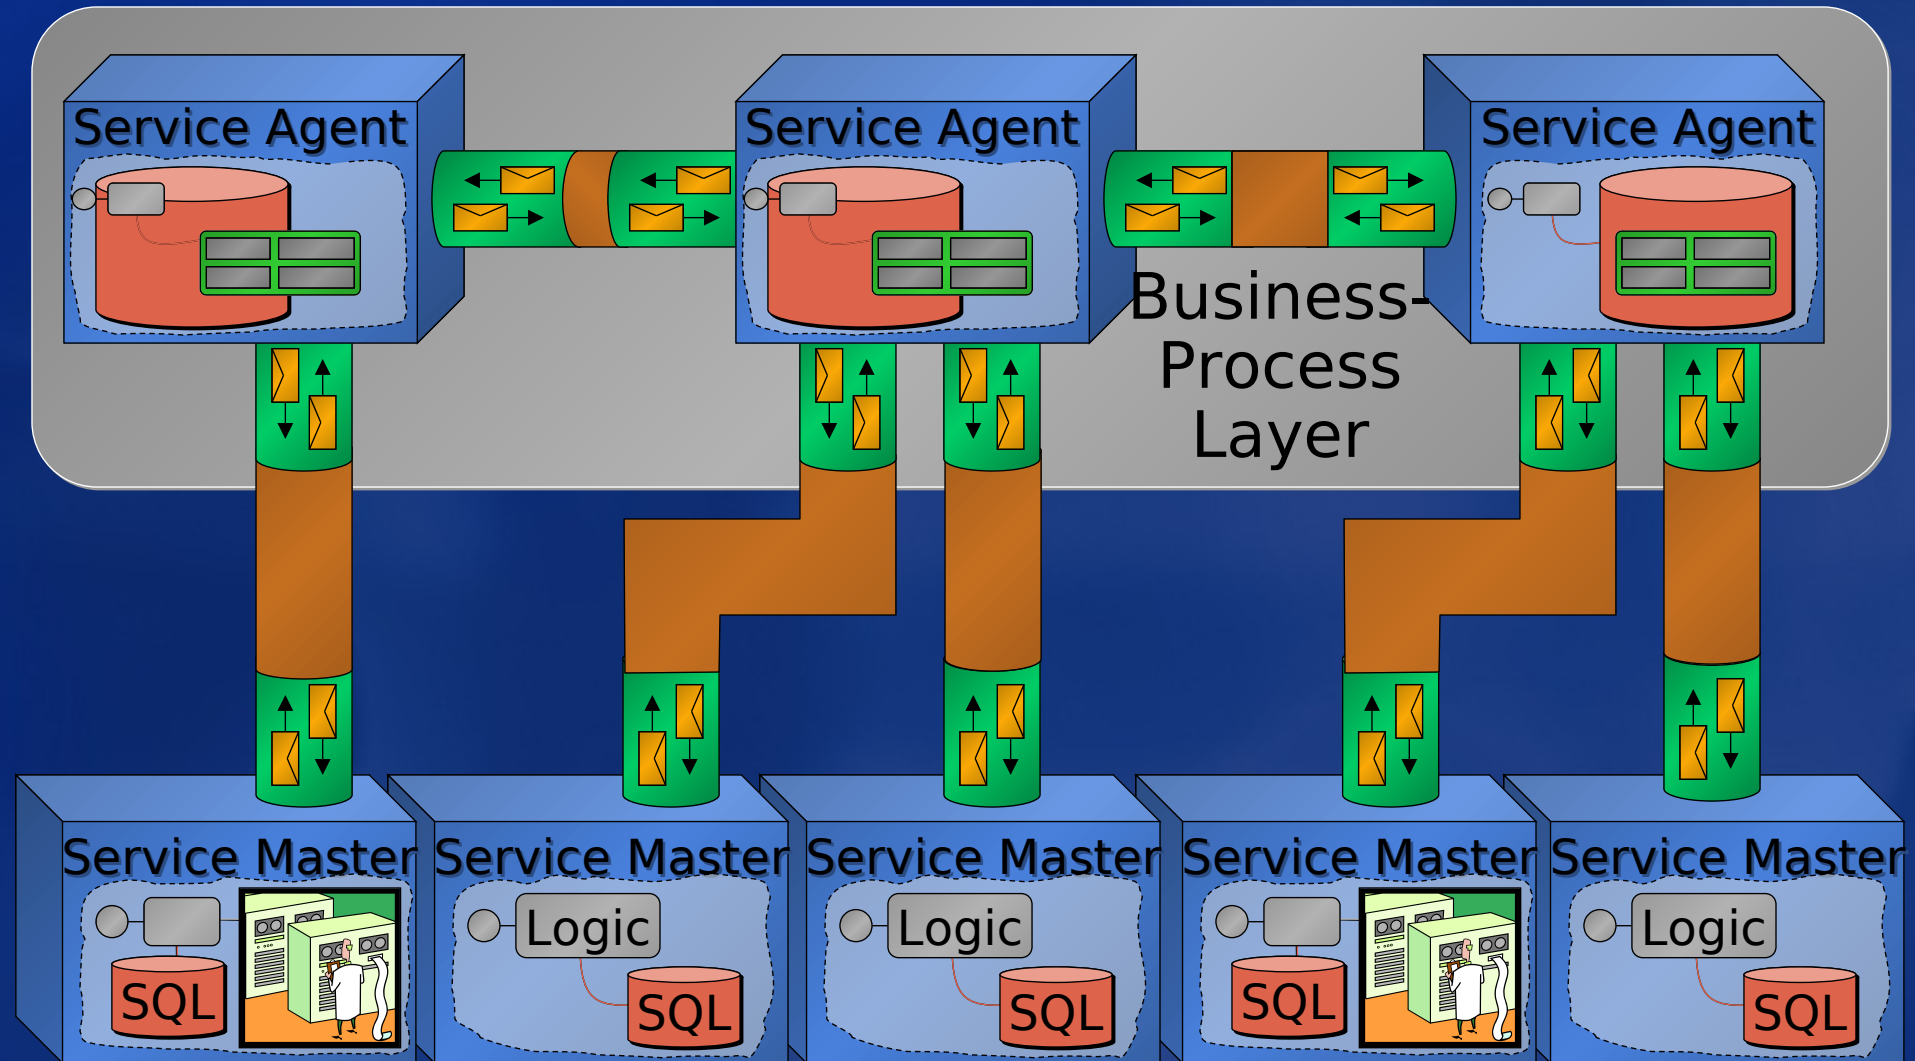 Service Agent
Service Agent
Service Agent
Business-
Process
Layer
Service Master
Service Master
Service Master
Service Master
Service Master
SQL
Logic
SQL
Logic
SQL
SQL
Logic
SQL